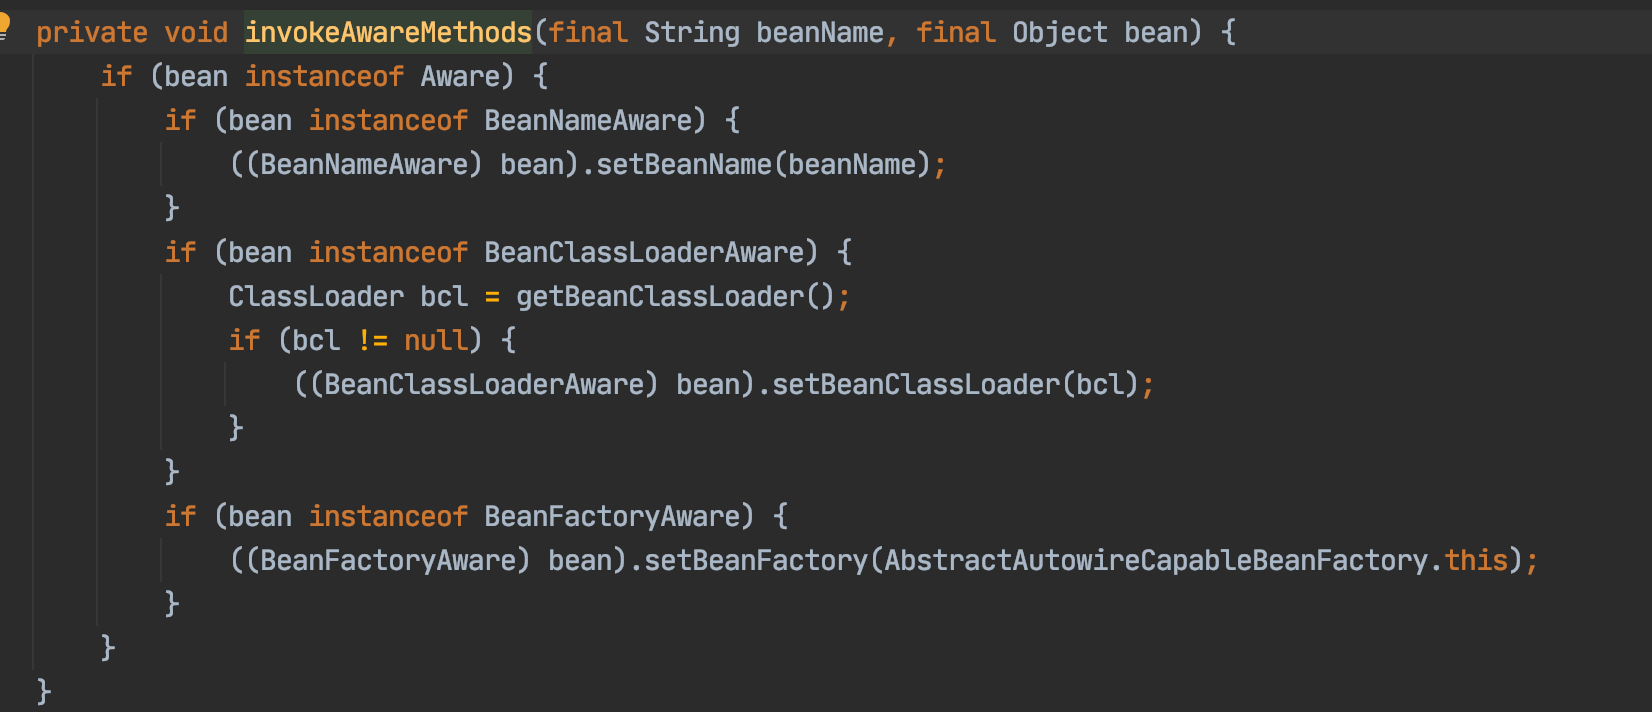 private void invokeAwareMethods(final String beanName, final Object bean) {
    if (bean instanceof Aware) {
        if (bean instanceof BeanNameAware) {
            ((BeanNameAware) bean).setBeanName(beanName);
        }
        if (bean instanceof BeanClassLoaderAware) {
            ClassLoader bcl = getBeanClassLoader();
            if (bcl != null) {
                ((BeanClassLoaderAware) bean).setBeanClassLoader(bcl);
            }
        }
        if (bean instanceof BeanFactoryAware) {
            ((BeanFactoryAware) bean).setBeanFactory(AbstractAutowireCapableBeanFactory.this);
        }
    }
}